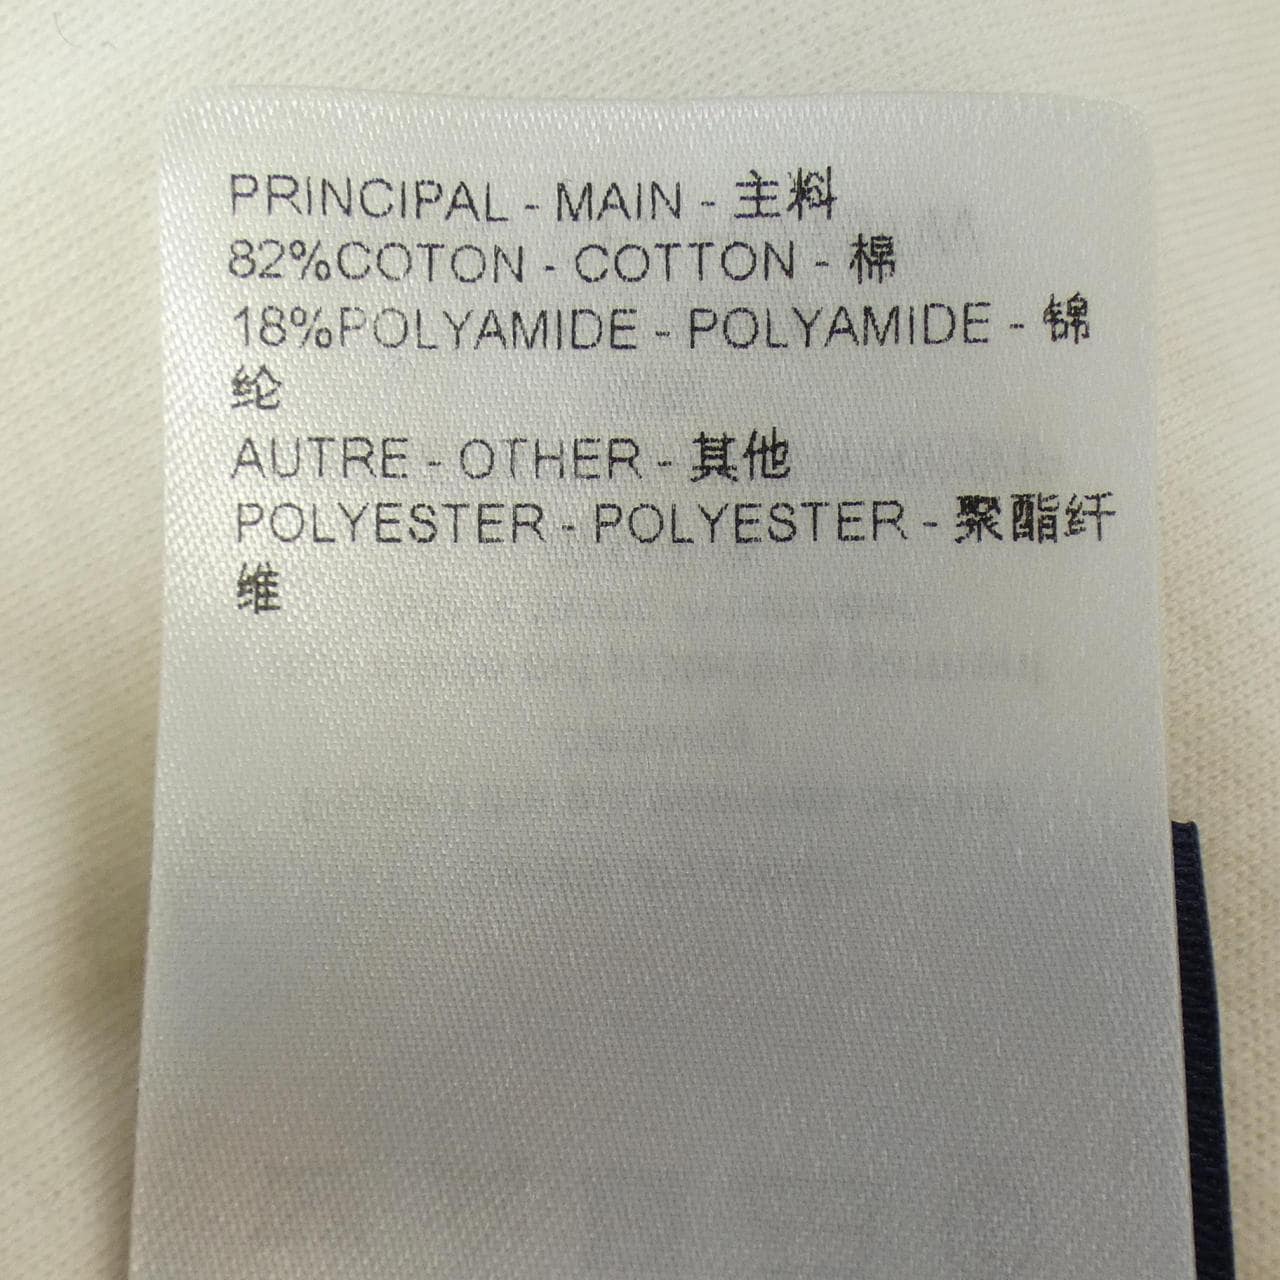 PRINCIPAL - MAIN - 主料
82%COTON - COTTON - 棉
18%POLYAMIDE - POLYAMIDE - 锦
纶
AUTRE - OTHER - 其他
POLYESTER - POLYESTER - 聚酯纤
维